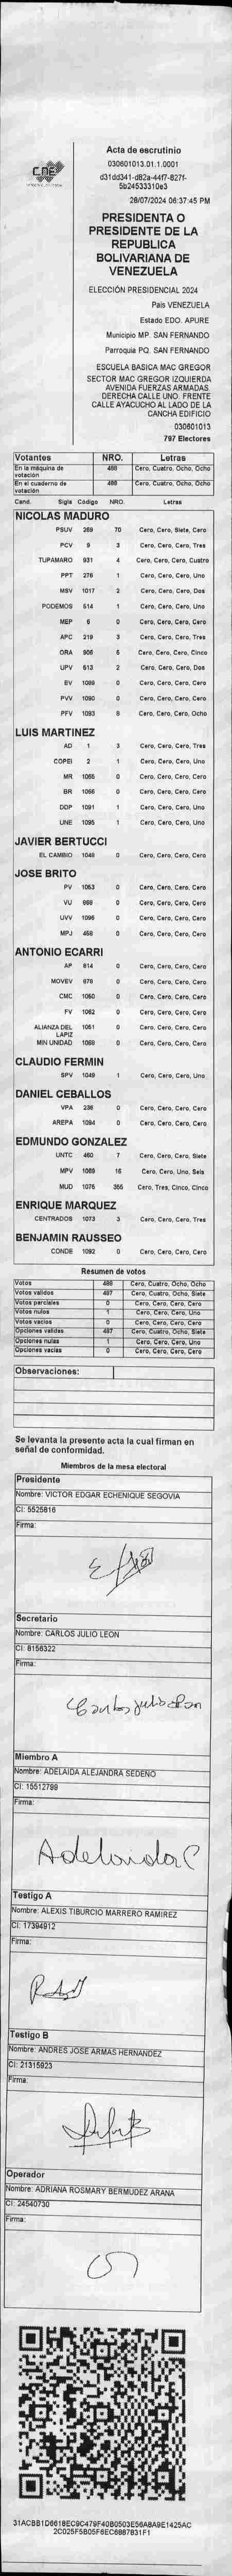 CNE
Acta de escrutinio
030601013.01.1.0001
d31dd341-d82a-44f7-827f-
5b24533310e3
28/07/2024 06:37:45 PM
PRESIDENTA O
PRESIDENTE DE LA
REPUBLICA
BOLIVARIANA DE
VENEZUELA
ELECCIÓN PRESIDENCIAL 2024
País VENEZUELA
Estado EDO. APURE
Municipio MP. SAN FERNANDO
Parroquia PQ. SAN FERNANDO
ESCUELA BASICA MAC GREGOR
SECTOR MAC GREGOR IZQUIERDA
AVENIDA FUERZAS ARMADAS.
DERECHA CALLE UNO. FRENTE
CALLE AYACUCHO AL LADO DE LA
CANCHA EDIFICIO
030601013
797 Electores
Votantes NRO. Letras
En la máquina de votación 488 Cero, Cuatro, Ocho, Ocho
En el cuaderno de votación 488 Cero, Cuatro, Ocho, Ocho
Cand. Sigla Código NRO. Letras
NICOLAS MADURO
PSUV 269 70 Cero, Cero, Siete, Cero
PCV 9 3 Cero, Cero, Cero, Tres
TUPAMARO 931 4 Cero, Cero, Cero, Cuatro
PPT 276 1 Cero, Cero, Cero, Uno
MSV 1017 2 Cero, Cero, Cero, Dos
PODEMOS 514 1 Cero, Cero, Cero, Uno
MEP 6 0 Cero, Cero, Cero, Cero
APC 219 3 Cero, Cero, Cero, Tres
ORA 906 5 Cero, Cero, Cero, Cinco
UPV 513 2 Cero, Cero, Cero, Dos
EV 1089 0 Cero, Cero, Cero, Cero
PVV 1090 0 Cero, Cero, Cero, Cero
PFV 1093 8 Cero, Cero, Cero, Ocho
LUIS MARTINEZ
AD 1 3 Cero, Cero, Cero, Tres
COPEI 2 1 Cero, Cero, Cero, Uno
MR 1065 0 Cero, Cero, Cero, Cero
BR 1066 0 Cero, Cero, Cero, Cero
DDP 1091 1 Cero, Cero, Cero, Uno
UNE 1095 1 Cero, Cero, Cero, Uno
JAVIER BERTUCCI
EL CAMBIO 1048 0 Cero, Cero, Cero, Cero
JOSE BRITO
PV 1053 0 Cero, Cero, Cero, Cero
VU 868 0 Cero, Cero, Cero, Cero
UVV 1096 0 Cero, Cero, Cero, Cero
MPJ 458 0 Cero, Cero, Cero, Cero
ANTONIO ECARRI
AP 814 0 Cero, Cero, Cero, Cero
MOVEV 878 0 Cero, Cero, Cero, Cero
CMC 1050 0 Cero, Cero, Cero, Cero
FV 1062 0 Cero, Cero, Cero, Cero
ALIANZA DEL LAPIZ 1051 0 Cero, Cero, Cero, Cero
MIN UNIDAD 1088 0 Cero, Cero, Cero, Cero
CLAUDIO FERMIN
SPV 1049 1 Cero, Cero, Cero, Uno
DANIEL CEBALLOS
VPA 236 0 Cero, Cero, Cero, Cero
AREPA 1094 0 Cero, Cero, Cero, Cero
EDMUNDO GONZALEZ
UNTC 460 7 Cero, Cero, Cero, Siete
MPV 1069 16 Cero, Cero, Uno, Seis
MUD 1075 355 Cero, Tres, Cinco, Cinco
ENRIQUE MARQUEZ
CENTRADOS 1073 3 Cero, Cero, Cero, Tres
BENJAMIN RAUSSEO
CONDE 1092 0 Cero, Cero, Cero, Cero
Resumen de votos
Votos 488 Cero, Cuatro, Ocho, Ocho
Votos validos 487 Cero, Cuatro, Ocho, Siete
Votos parciales 0 Cero, Cero, Cero, Cero
Votos nulos 1 Cero, Cero, Cero, Uno
Votos vacios 0 Cero, Cero, Cero, Cero
Opciones validas 487 Cero, Cuatro, Ocho, Siete
Opciones nulas 1 Cero, Cero, Cero, Uno
Opciones vacias 0 Cero, Cero, Cero, Cero
Observaciones:
Se levanta la presente acta la cual firman en
señal de conformidad.
Miembros de la mesa electoral
Presidente
Nombre: VICTOR EDGAR ECHENIQUE SEGOVIA
CI: 5525816
Firma:
Secretario
Nombre: CARLOS JULIO LEON
CI: 8156322
Firma:
Miembro A
Nombre: ADELAIDA ALEJANDRA SEDEÑO
CI: 15512799
Firma:
Adelaida
Testigo A
Nombre: ALEXIS TIBURCIO MARRERO RAMIREZ
CI: 17394912
Firma:
Testigo B
Nombre: ANDRES JOSE ARMAS HERNANDEZ
CI: 21315923
Firma:
Operador
Nombre: ADRIANA ROSMARY BERMUDEZ ARANA
CI: 24540730
Firma:
31ACBB1D6618EC9C479F40B0503E56A8A9E1425AC
2C025F5B05F6EC6887831F1